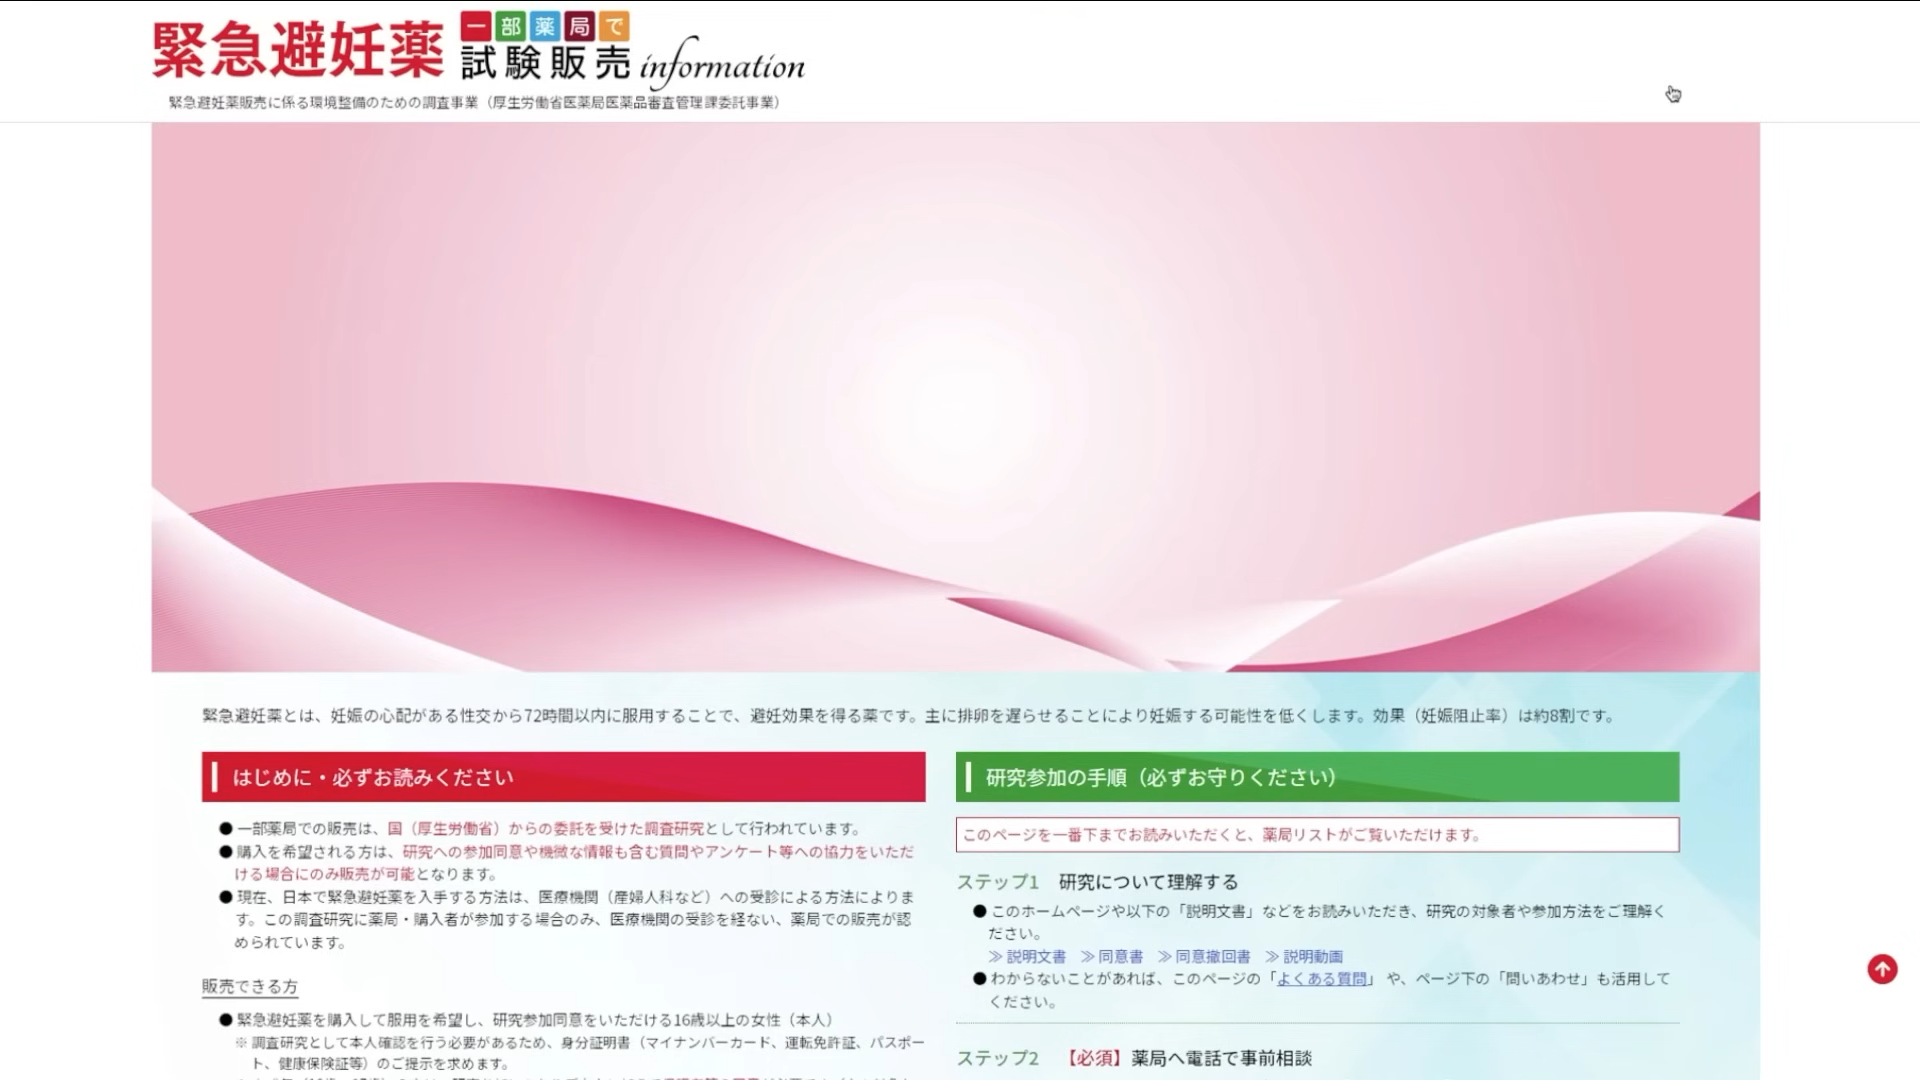 緊急避妊薬
一部薬局で
試験販売 information
緊急避妊薬販売に係る環境整備のための調査事業（厚生労働省医薬局医薬品審査管理課委託事業）
緊急避妊薬とは、妊娠の心配がある性交から72時間以内に服用することで、避妊効果を得る薬です。主に排卵を遅らせることにより妊娠する可能性を低くします。効果（妊娠阻止率）は約8割です。
はじめに・必ずお読みください
●一部薬局での販売は、国（厚生労働省）からの委託を受けた調査研究として行われています。
●購入を希望される方は、研究への参加同意や機微な情報も含む質問やアンケート等への協力をいただ
ける場合にのみ販売が可能となります。
●現在、日本で緊急避妊薬を入手する方法は、医療機関（産婦人科など）への受診による方法によりま
す。この調査研究に薬局・購入者が参加する場合のみ、医療機関の受診を経ない、薬局での販売が認
められています。
販売できる方
●緊急避妊薬を購入して服用を希望し、研究参加同意をいただける16歳以上の女性（本人）
※ 調査研究として本人確認を行う必要があるため、身分証明書（マイナンバーカード、運転免許証、パスポー
ト、健康保険証等）のご提示を求めます。
研究参加の手順（必ずお守りください）
このページを一番下までお読みいただくと、薬局リストがご覧いただけます。
ステップ1 研究について理解する
●このホームページや以下の「説明文書」などをお読みいただき、研究の対象者や参加方法をご理解く
ださい。
≫ 説明文書 ≫ 同意書 ≫ 同意撤回書 ≫ 説明動画
●わからないことがあれば、このページの「よくある質問」 や、ページ下の「問いあわせ」も活用して
ください。
ステップ2 【必須】薬局へ電話で事前相談